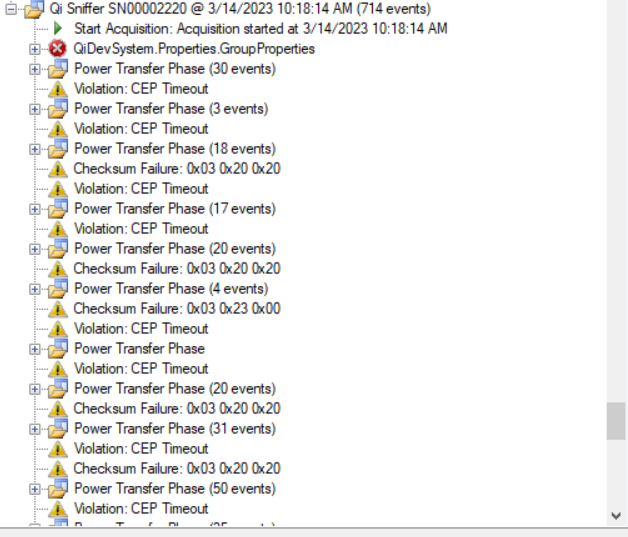 Qi Sniffer SN00002220 @ 3/14/2023 10:18:14 AM (714 events)
Start Acquisition: Acquisition started at 3/14/2023 10:18:14 AM
QiDevSystem.Properties.GroupProperties
Power Transfer Phase (30 events)
Violation: CEP Timeout
Power Transfer Phase (3 events)
Violation: CEP Timeout
Power Transfer Phase (18 events)
Checksum Failure: 0x03 0x20 0x20
Violation: CEP Timeout
Power Transfer Phase (17 events)
Violation: CEP Timeout
Power Transfer Phase (20 events)
Checksum Failure: 0x03 0x20 0x20
Power Transfer Phase (4 events)
Checksum Failure: 0x03 0x23 0x00
Violation: CEP Timeout
Power Transfer Phase
Violation: CEP Timeout
Power Transfer Phase (20 events)
Checksum Failure: 0x03 0x20 0x20
Power Transfer Phase (31 events)
Violation: CEP Timeout
Checksum Failure: 0x03 0x20 0x20
Power Transfer Phase (50 events)
Violation: CEP Timeout